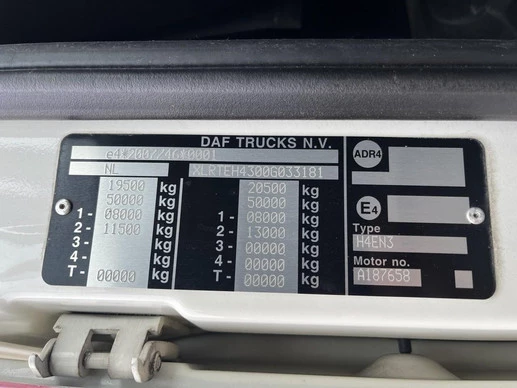 DAF TRUCKS N.V.
e4*2007/46*0001
NL XLRTEH4300G033181
19500 kg 20500 kg
50000 kg 50000 kg
1- 08000 kg 1- 08000 kg
2- 11500 kg 2- 13000 kg
3- kg 3- 00000 kg
4- kg 4- 00000 kg
T- 00000 kg T- 00000 kg
ADR4
E4
Type
H4EN3
Motor no.
A187658